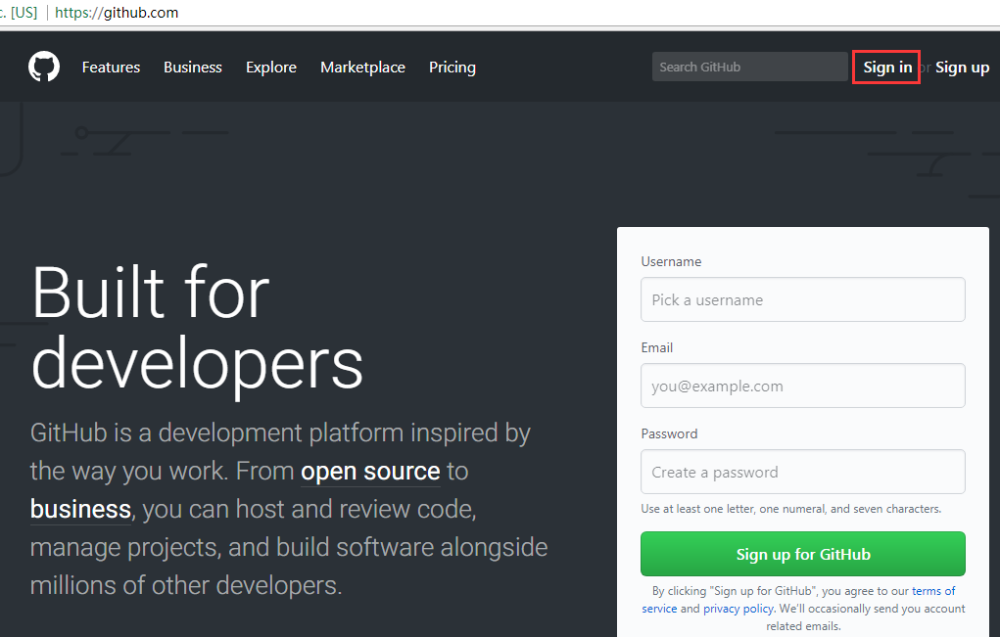 c. [US] https://github.com
Features Business Explore Marketplace Pricing Search GitHub Sign in or Sign up
Built for
developers
GitHub is a development platform inspired by
the way you work. From open source to
business, you can host and review code,
manage projects, and build software alongside
millions of other developers.
Username
Pick a username
Email
you@example.com
Password
Create a password
Use at least one letter, one numeral, and seven characters.
Sign up for GitHub
By clicking "Sign up for GitHub", you agree to our terms of
service and privacy policy. We'll occasionally send you account
related emails.